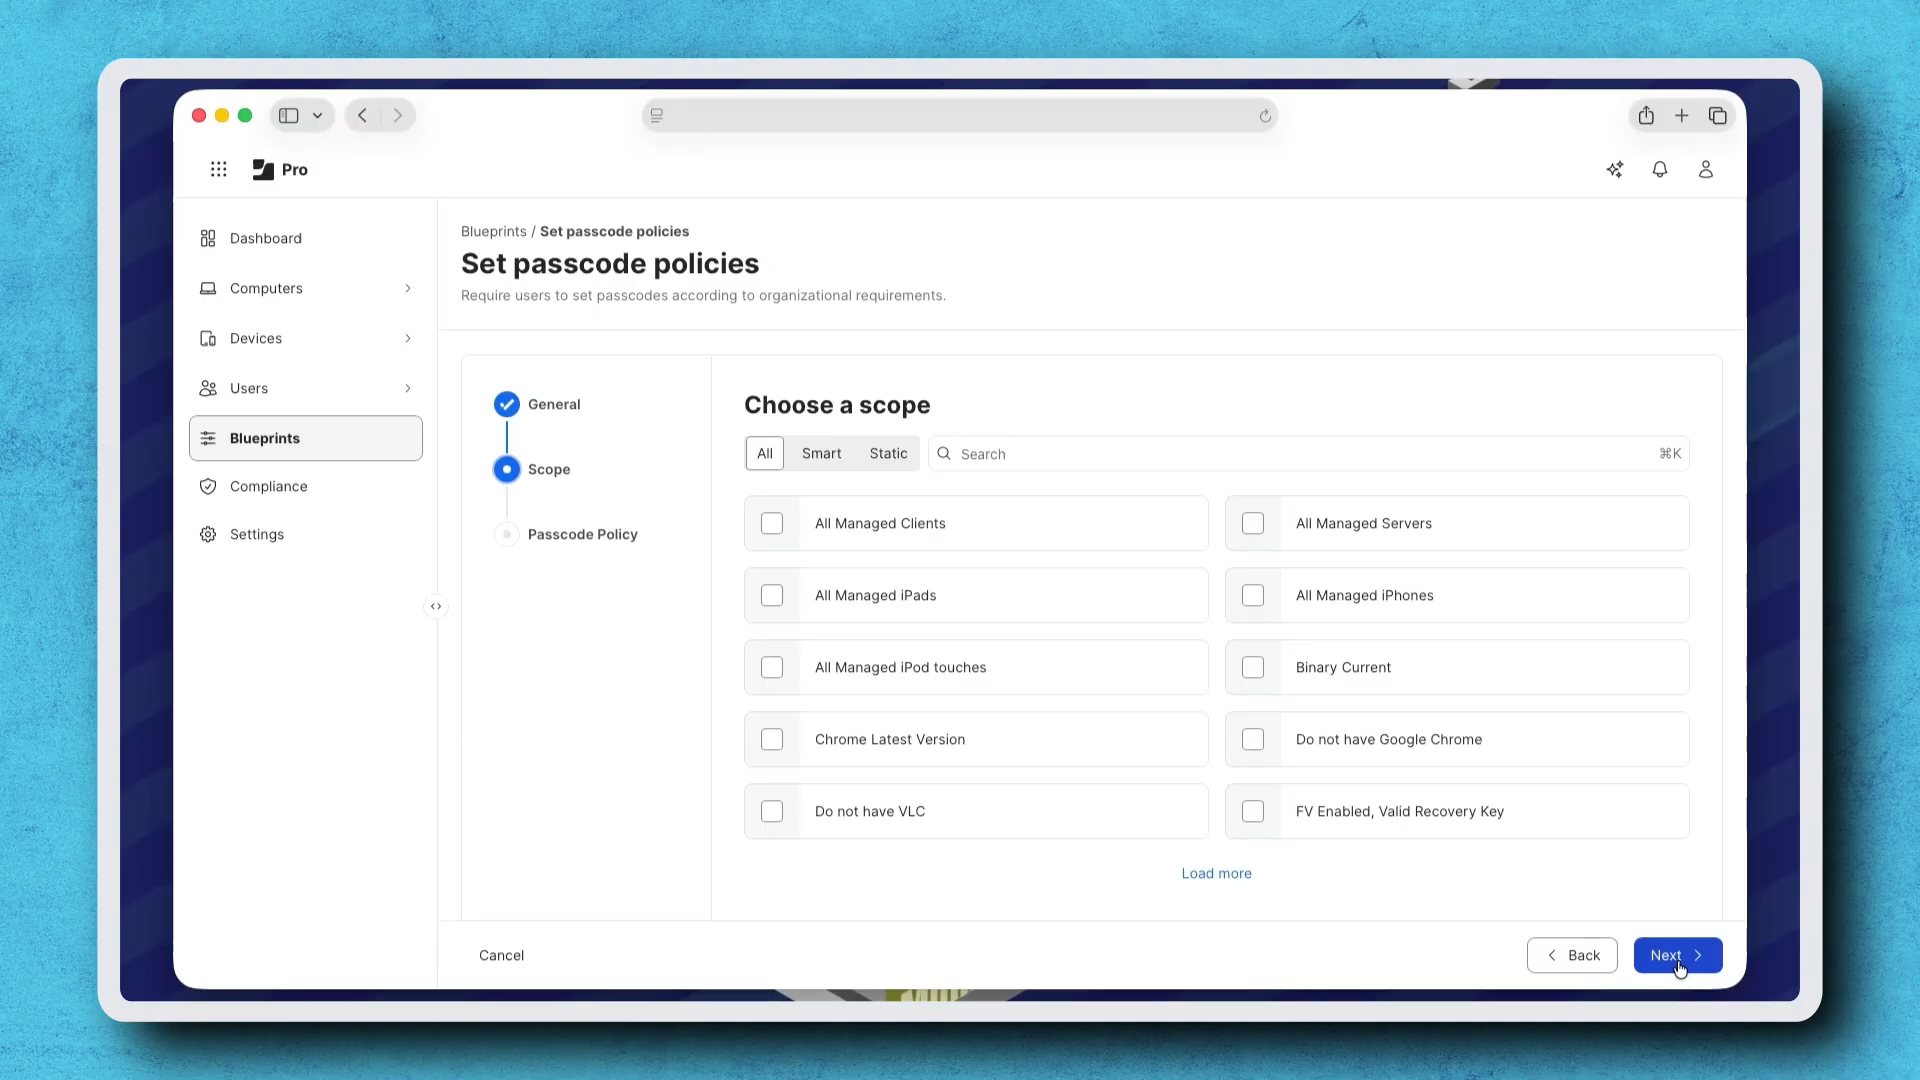 Pro
Dashboard
Computers
Devices
Users
Blueprints
Compliance
Settings
Blueprints / Set passcode policies
Set passcode policies
Require users to set passcodes according to organizational requirements.
General
Scope
Passcode Policy
Choose a scope
All Smart Static Search ⌘K
All Managed Clients
All Managed Servers
All Managed iPads
All Managed iPhones
All Managed iPod touches
Binary Current
Chrome Latest Version
Do not have Google Chrome
Do not have VLC
FV Enabled, Valid Recovery Key
Load more
Cancel
Back
Next